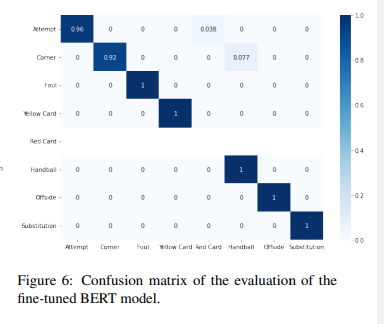 Attempt 0.96 0 0 0 0.038 0 0 0 1.0
Corner 0 0.92 0 0 0 0.077 0 0 0.8
Foul 0 0 1 0 0 0 0 0 0.6
Yellow Card 0 0 0 1 0 0 0 0
Red Card 0.4
Handball 0 0 0 0 0 1 0 0
Offside 0 0 0 0 0 0 1 0 0.2
Substitution 0 0 0 0 0 0 0 1 0.0
Attempt Corner Foul Yellow Card Red Card Handball Offside Substitution
Figure 6: Confusion matrix of the evaluation of the
fine-tuned BERT model.